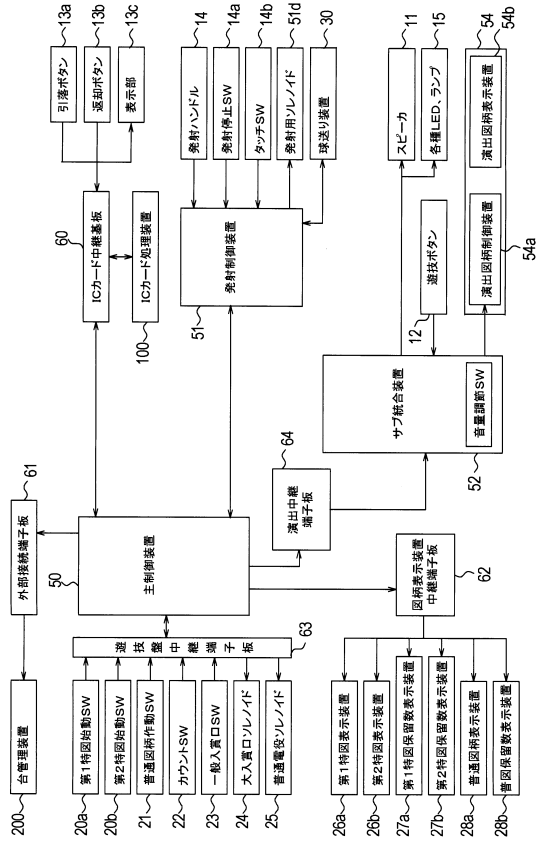 台管理装置
200
外部接続端子板
61
第1特図始動SW
20a
第2特図始動SW
20b
普通図柄作動SW
21
カウントSW
22
一般入賞口SW
23
大入賞口ソレノイド
24
普通電役ソレノイド
25
遊技盤中継端子板
63
主制御装置
50
ICカード中継基板
60
ICカード処理装置
100
引落ボタン
13a
返却ボタン
13b
表示部
13c
発射制御装置
51
発射ハンドル
14
発射停止SW
14a
タッチSW
14b
発射用ソレノイド
51d
球送り装置
30
演出中継
端子板
64
サブ統合装置
音量調節SW
52
スピーカ
11
各種LED、ランプ
15
遊技ボタン
12
演出図柄制御装置
54a
演出図柄表示装置
54b
54
図柄表示装置
中継端子板
62
第1特図表示装置
26a
第2特図表示装置
26b
第1特図保留数表示装置
27a
第2特図保留数表示装置
27b
普通図柄表示装置
28a
普図保留数表示装置
28b